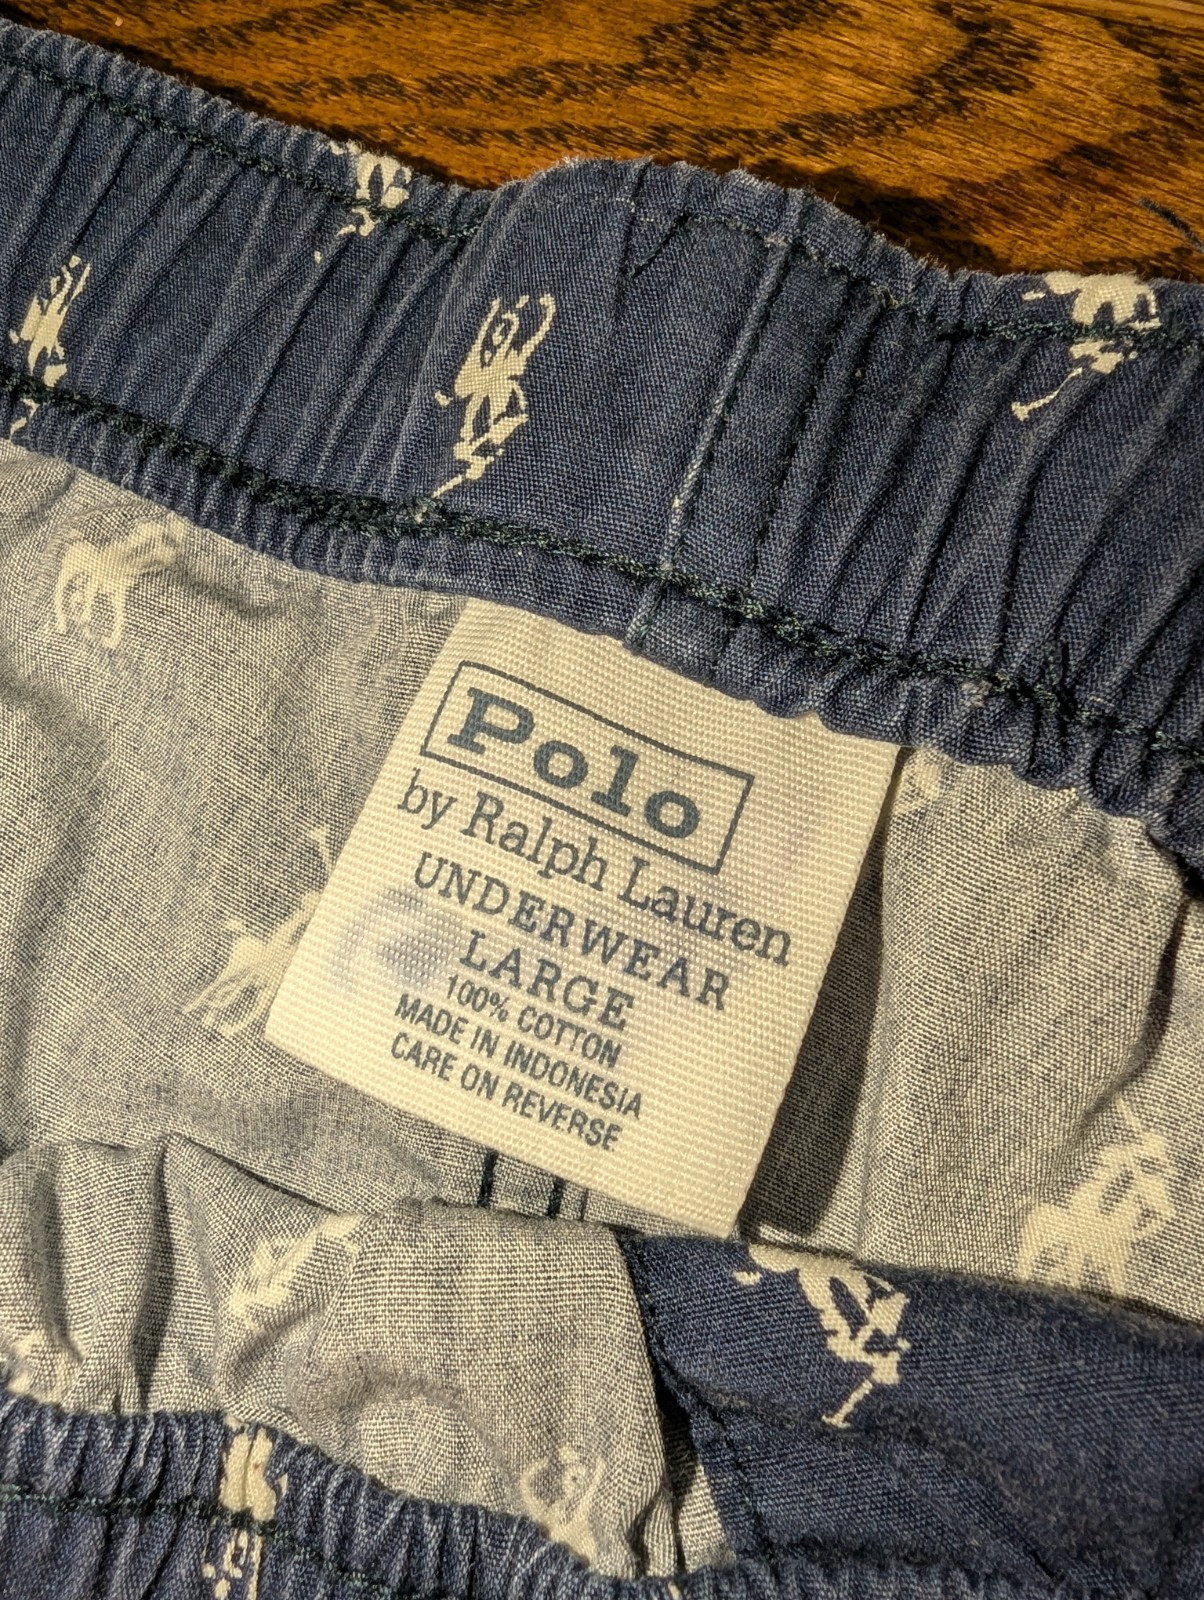 Polo
by Ralph Lauren
UNDERWEAR
LARGE
100% COTTON
MADE IN INDONESIA
CARE ON REVERSE